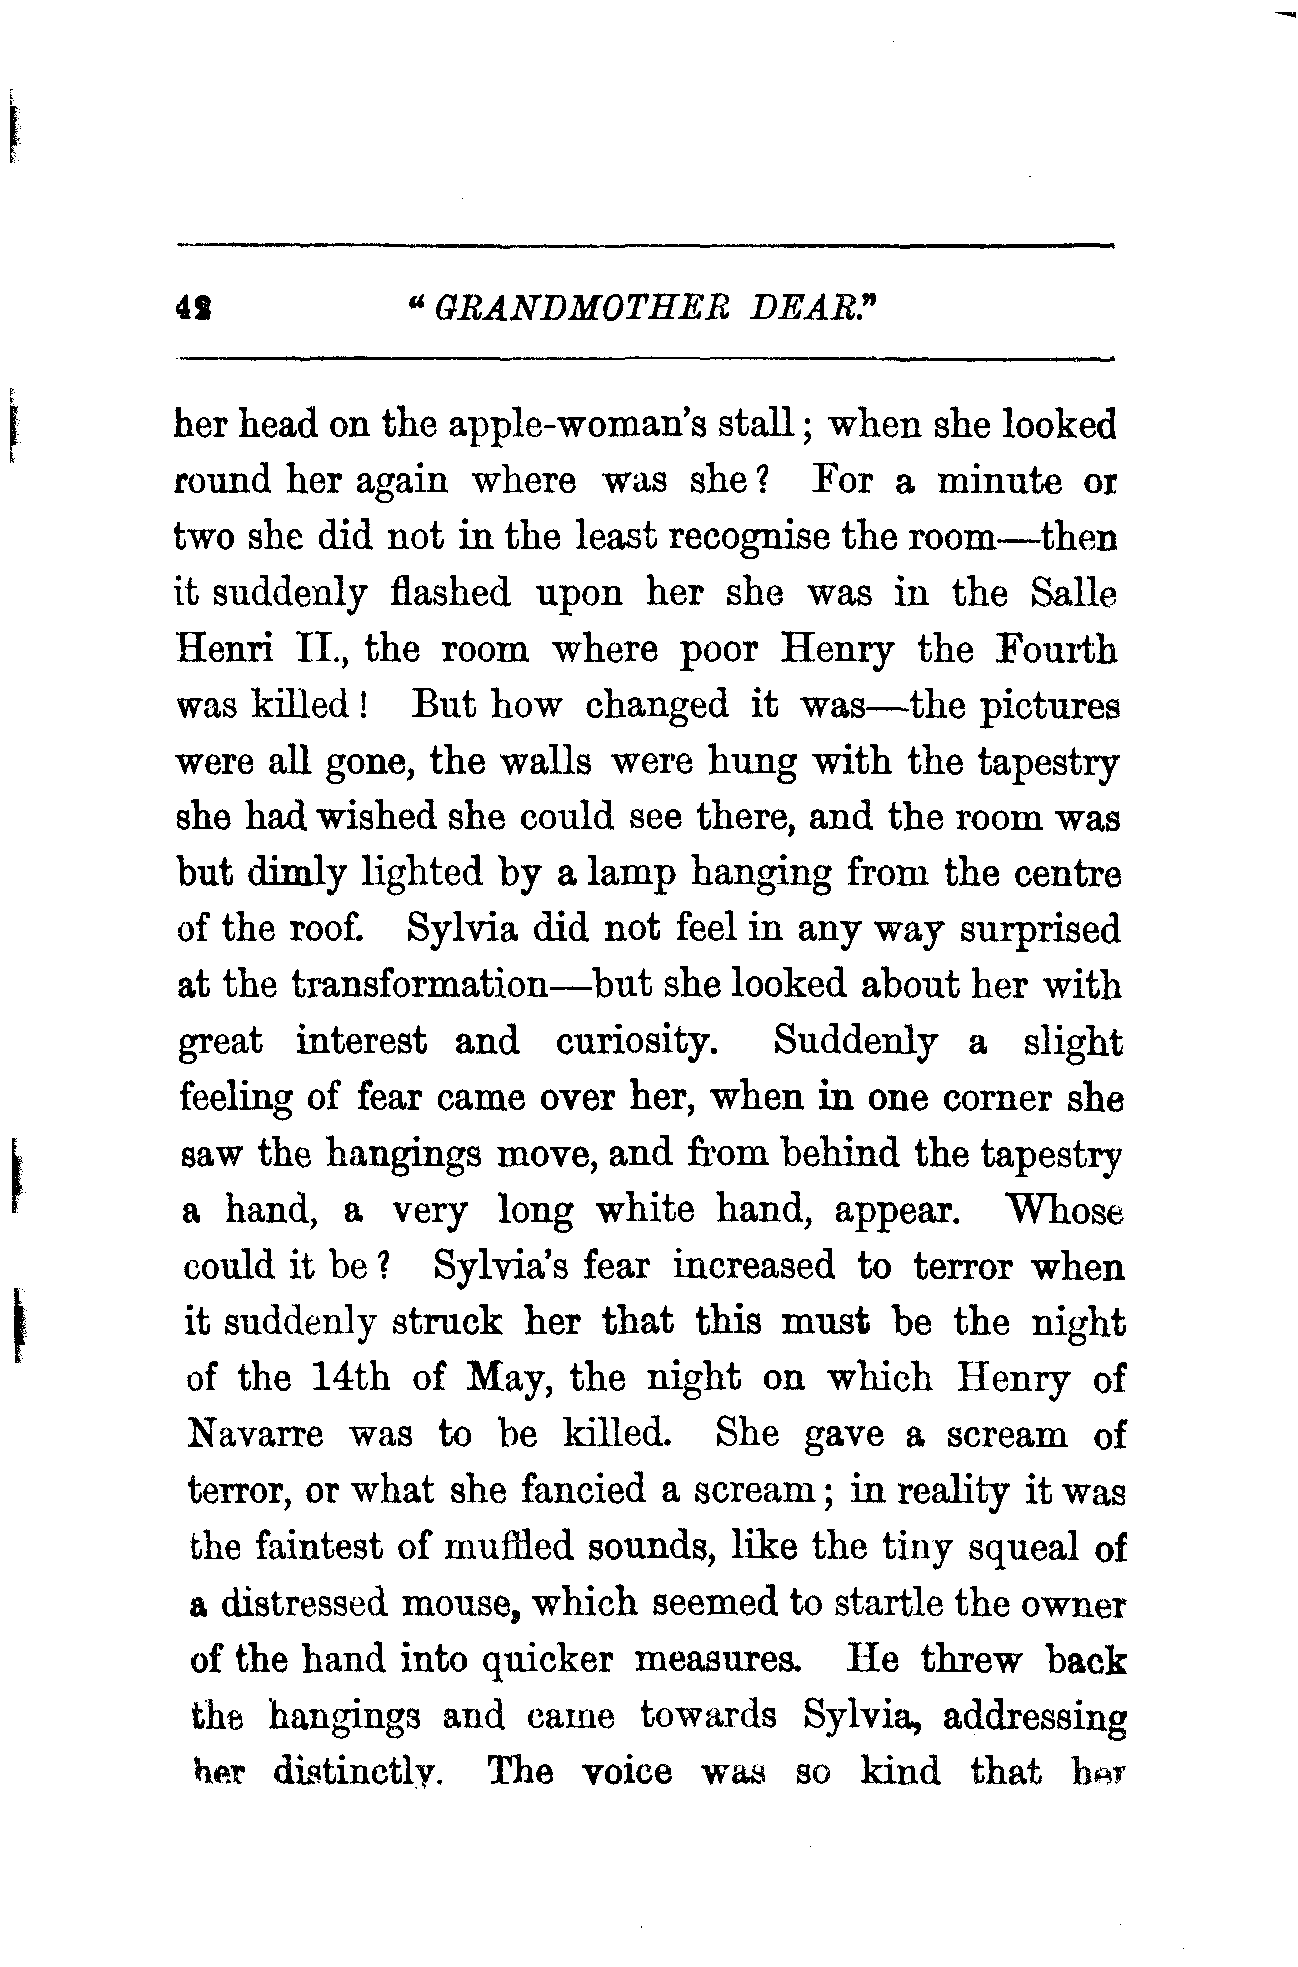 42 "GRANDMOTHER DEAR."
her head on the apple-woman's stall; when she looked
round her again where was she? For a minute or
two she did not in the least recognise the room—then
it suddenly flashed upon her she was in the Salle
Henri II., the room where poor Henry the Fourth
was killed! But how changed it was—the pictures
were all gone, the walls were hung with the tapestry
she had wished she could see there, and the room was
but dimly lighted by a lamp hanging from the centre
of the roof. Sylvia did not feel in any way surprised
at the transformation—but she looked about her with
great interest and curiosity. Suddenly a slight
feeling of fear came over her, when in one corner she
saw the hangings move, and from behind the tapestry
a hand, a very long white hand, appear. Whose
could it be? Sylvia's fear increased to terror when
it suddenly struck her that this must be the night
of the 14th of May, the night on which Henry of
Navarre was to be killed. She gave a scream of
terror, or what she fancied a scream; in reality it was
the faintest of muffled sounds, like the tiny squeal of
a distressed mouse, which seemed to startle the owner
of the hand into quicker measures. He threw back
the hangings and came towards Sylvia, addressing
her distinctly. The voice was so kind that her